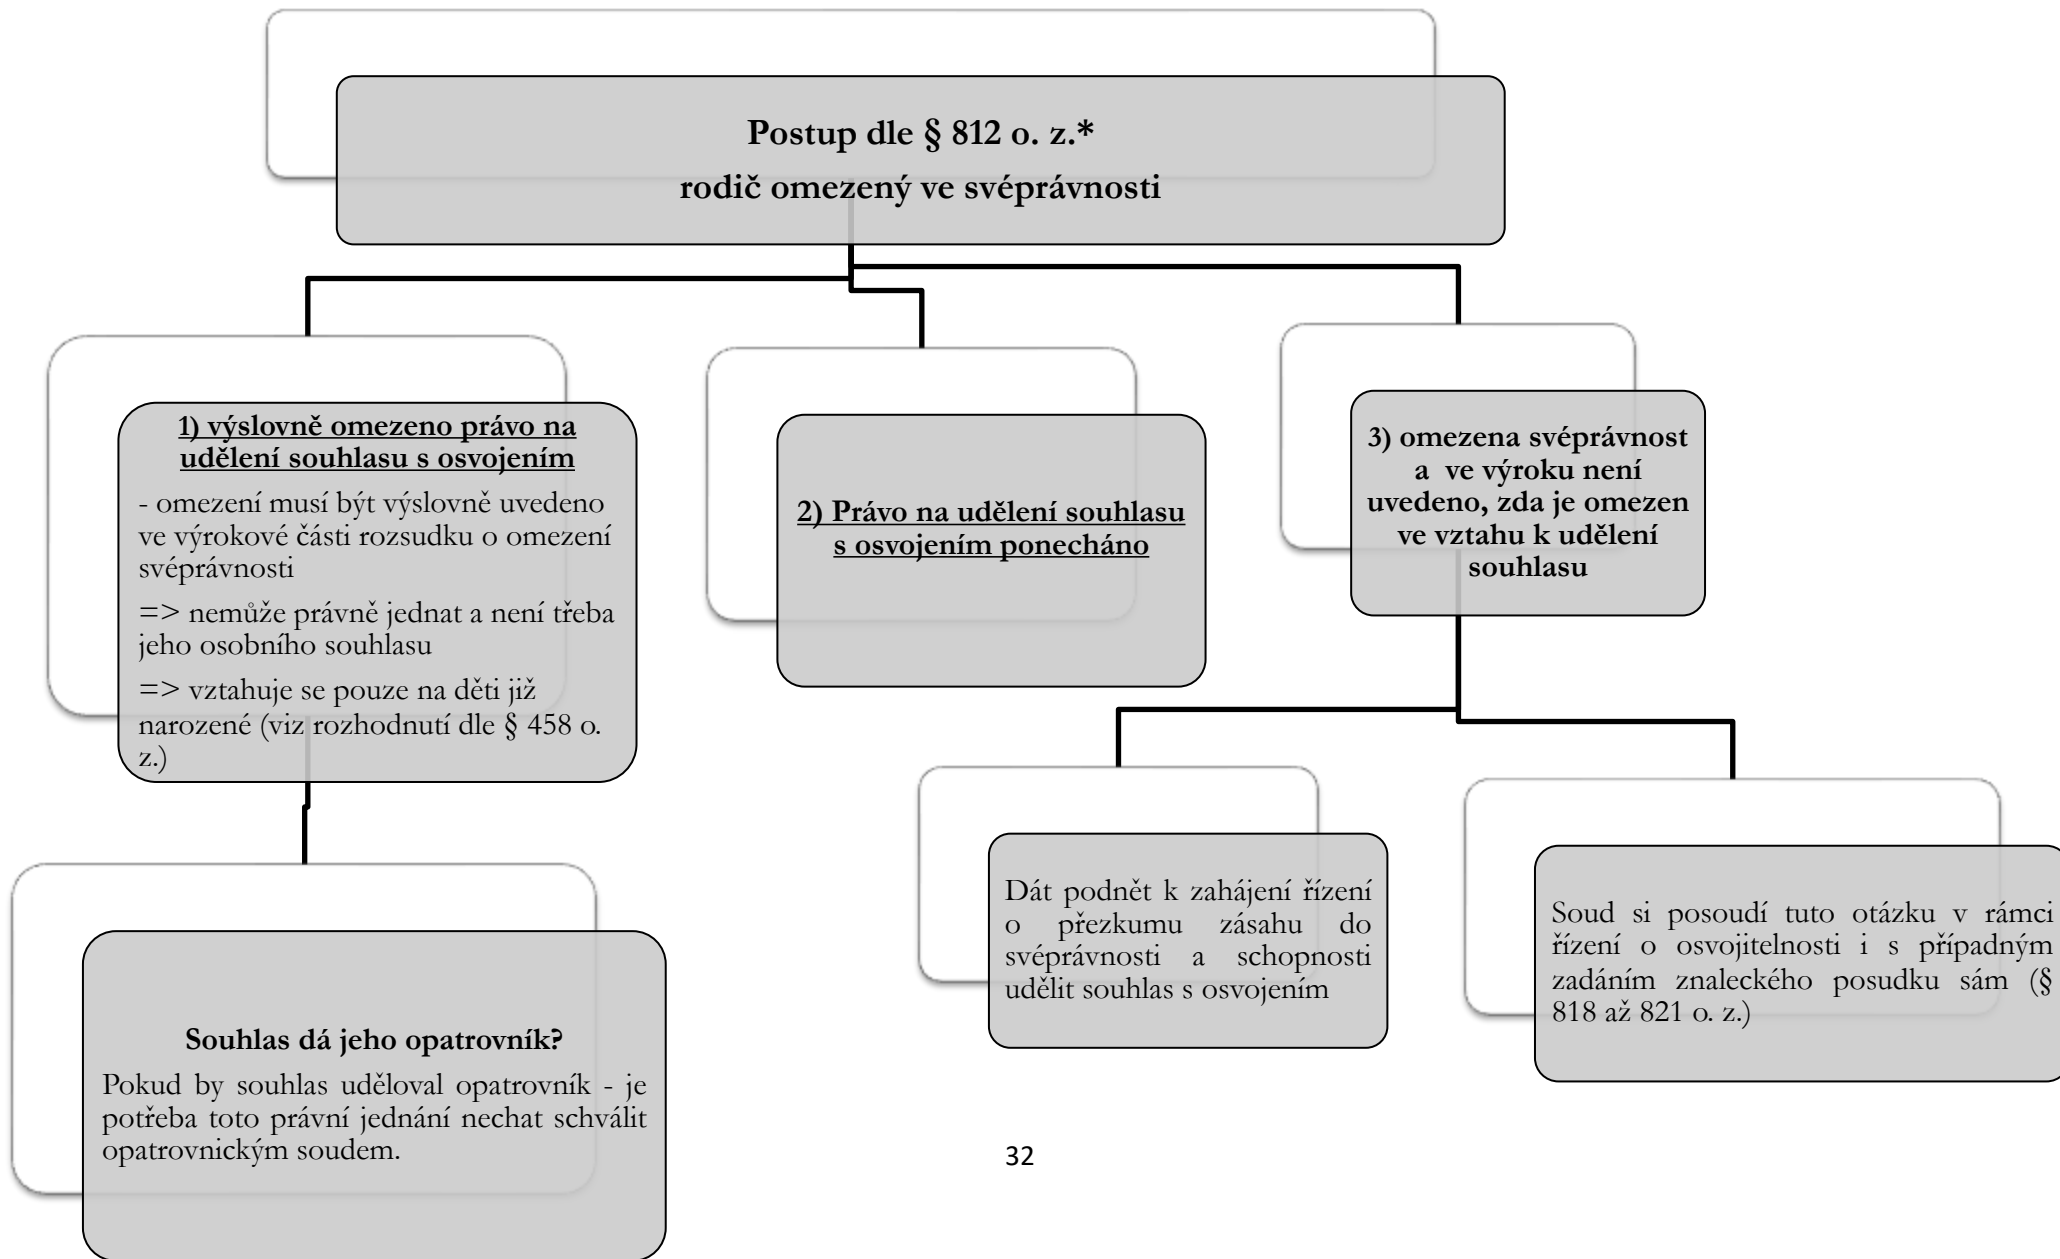 Postup dle § 812 o. z.*
rodič omezený ve svéprávnosti
1) výslovně omezeno právo na
udělení souhlasu s osvojením
- omezení musí být výslovně uvedeno
ve výrokové části rozsudku o omezení
svéprávnosti
=> nemůže právně jednat a není třeba
jeho osobního souhlasu
=> vztahuje se pouze na děti již
narozené (viz rozhodnutí dle § 458 o.
z.)
2) Právo na udělení souhlasu
s osvojením ponecháno
3) omezena svéprávnost
a ve výroku není
uvedeno, zda je omezen
ve vztahu k udělení
souhlasu
Souhlas dá jeho opatrovník?
Pokud by souhlas uděloval opatrovník - je
potřeba toto právní jednání nechat schválit
opatrovnickým soudem.
Dát podnět k zahájení řízení
o přezkumu zásahu do
svéprávnosti a schopnosti
udělit souhlas s osvojením
Soud si posoudí tuto otázku v rámci
řízení o osvojitelnosti i s případným
zadáním znaleckého posudku sám (§
818 až 821 o. z.)
32